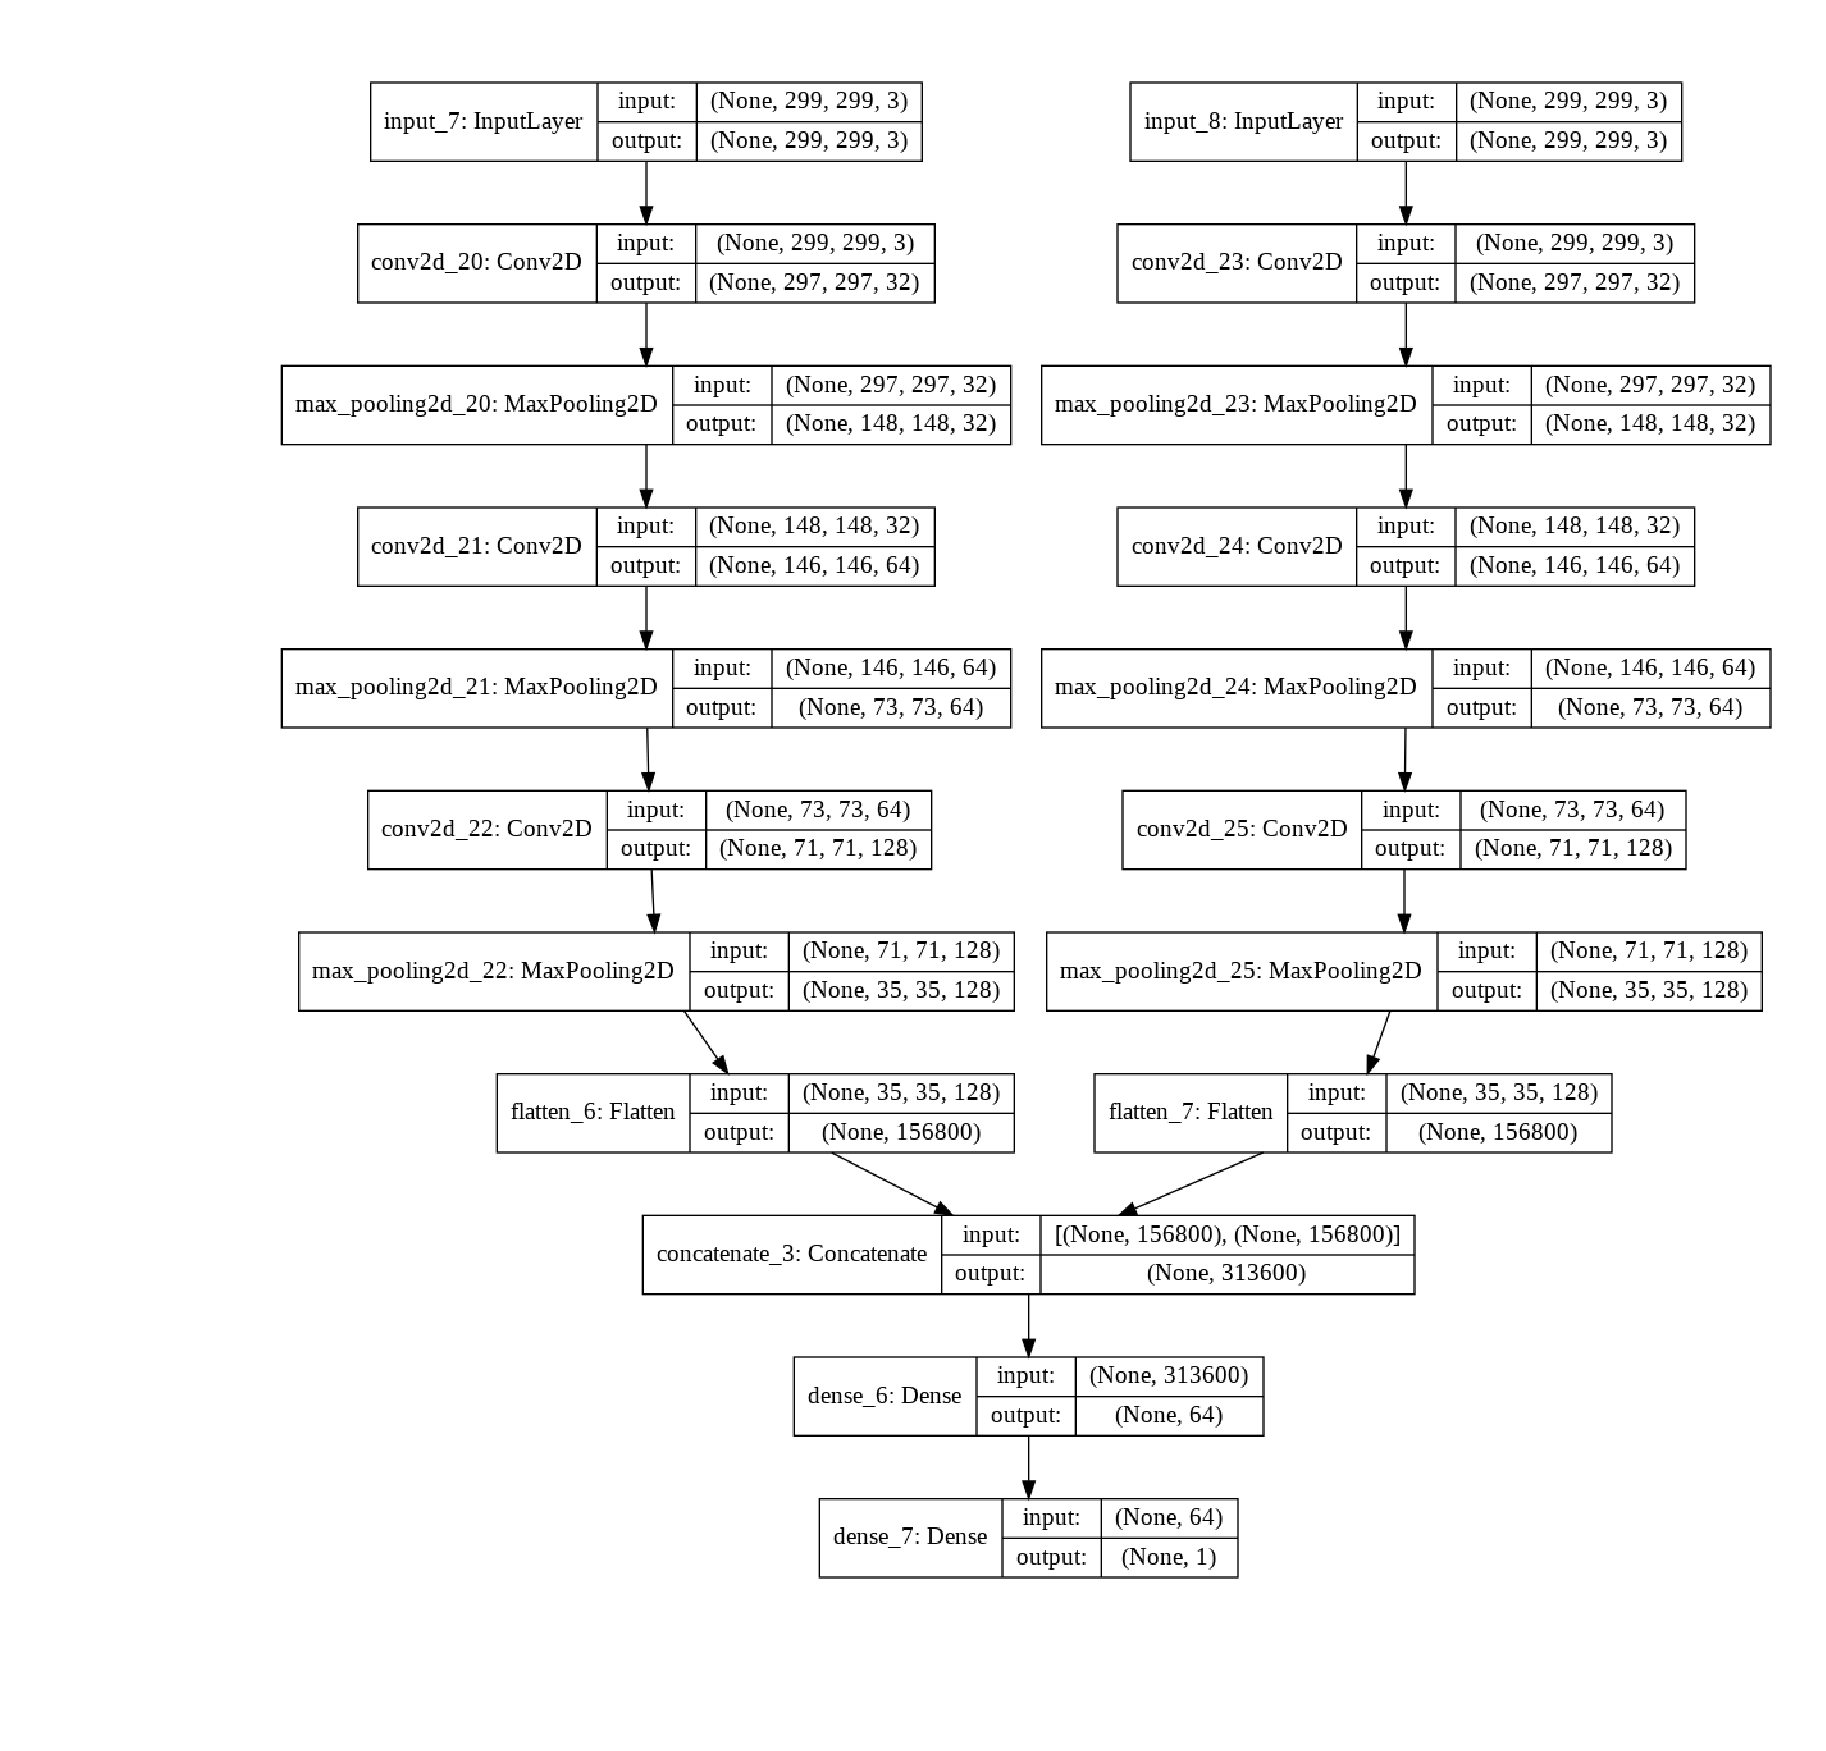 input_7: InputLayer
input: (None, 299, 299, 3)
output: (None, 299, 299, 3)
input_8: InputLayer
input: (None, 299, 299, 3)
output: (None, 299, 299, 3)
conv2d_20: Conv2D
input: (None, 299, 299, 3)
output: (None, 297, 297, 32)
conv2d_23: Conv2D
input: (None, 299, 299, 3)
output: (None, 297, 297, 32)
max_pooling2d_20: MaxPooling2D
input: (None, 297, 297, 32)
output: (None, 148, 148, 32)
max_pooling2d_23: MaxPooling2D
input: (None, 297, 297, 32)
output: (None, 148, 148, 32)
conv2d_21: Conv2D
input: (None, 148, 148, 32)
output: (None, 146, 146, 64)
conv2d_24: Conv2D
input: (None, 148, 148, 32)
output: (None, 146, 146, 64)
max_pooling2d_21: MaxPooling2D
input: (None, 146, 146, 64)
output: (None, 73, 73, 64)
max_pooling2d_24: MaxPooling2D
input: (None, 146, 146, 64)
output: (None, 73, 73, 64)
conv2d_22: Conv2D
input: (None, 73, 73, 64)
output: (None, 71, 71, 128)
conv2d_25: Conv2D
input: (None, 73, 73, 64)
output: (None, 71, 71, 128)
max_pooling2d_22: MaxPooling2D
input: (None, 71, 71, 128)
output: (None, 35, 35, 128)
max_pooling2d_25: MaxPooling2D
input: (None, 71, 71, 128)
output: (None, 35, 35, 128)
flatten_6: Flatten
input: (None, 35, 35, 128)
output: (None, 156800)
flatten_7: Flatten
input: (None, 35, 35, 128)
output: (None, 156800)
concatenate_3: Concatenate
input: [(None, 156800), (None, 156800)]
output: (None, 313600)
dense_6: Dense
input: (None, 313600)
output: (None, 64)
dense_7: Dense
input: (None, 64)
output: (None, 1)